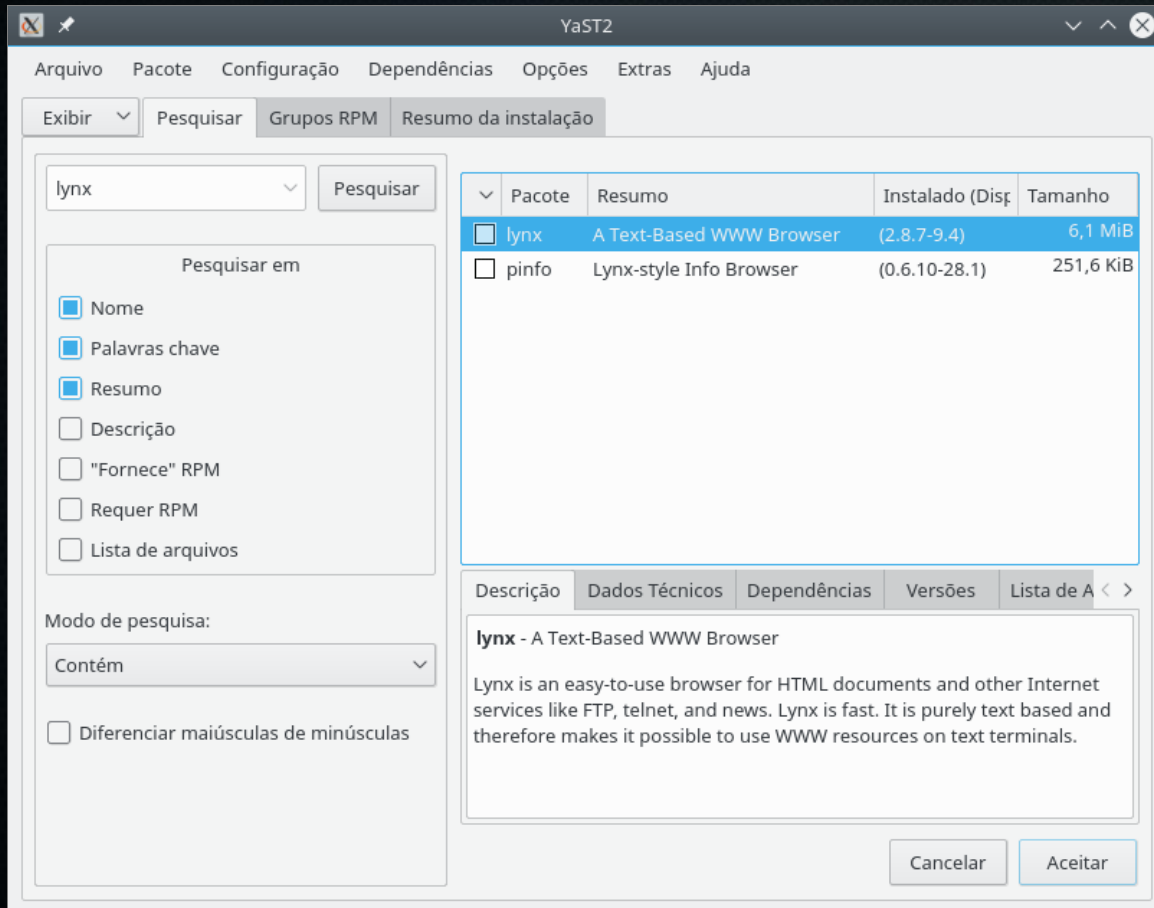 YaST2
Arquivo Pacote Configuração Dependências Opções Extras Ajuda
Exibir Pesquisar Grupos RPM Resumo da instalação
lynx Pesquisar
Pesquisar em
Nome
Palavras chave
Resumo
Descrição
"Fornece" RPM
Requer RPM
Lista de arquivos
Modo de pesquisa:
Contém
Diferenciar maiúsculas de minúsculas
Pacote Resumo Instalado (Disp Tamanho
lynx A Text-Based WWW Browser (2.8.7-9.4) 6,1 MiB
pinfo Lynx-style Info Browser (0.6.10-28.1) 251,6 KiB
Descrição Dados Técnicos Dependências Versões Lista de A
lynx - A Text-Based WWW Browser
Lynx is an easy-to-use browser for HTML documents and other Internet
services like FTP, telnet, and news. Lynx is fast. It is purely text based and
therefore makes it possible to use WWW resources on text terminals.
Cancelar Aceitar